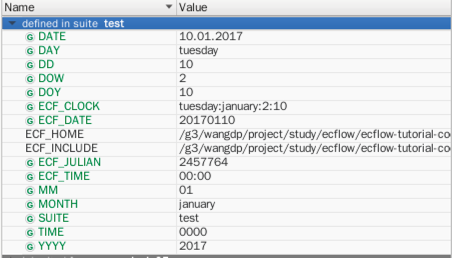 Name Value
defined in suite test
DATE 10.01.2017
DAY tuesday
DD 10
DOW 2
DOY 10
ECF_CLOCK tuesday:january:2:10
ECF_DATE 20170110
ECF_HOME /g3/wangdp/project/study/ecflow/ecflow-tutorial-co
ECF_INCLUDE /g3/wangdp/project/study/ecflow/ecflow-tutorial-co
ECF_JULIAN 2457764
ECF_TIME 00:00
MM 01
MONTH january
SUITE test
TIME 0000
YYYY 2017